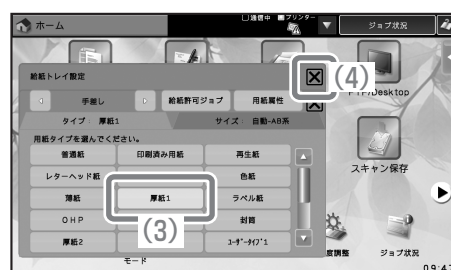 ホーム
□通信中 ■プリンター
ジョブ状況
給紙トレイ設定
(4)
手差し
給紙許可ジョブ
用紙属性
Desktop
タイプ: 厚紙1
サイズ: 自動-AB系
用紙タイプを選んでください。
普通紙
印刷済み用紙
再生紙
レターヘッド紙
色紙
スキャン保存
薄紙
厚紙1
ラベル紙
OHP
(3)
封筒
厚紙2
ユーザータイプ1
モード
度調整
ジョブ状況
09:47